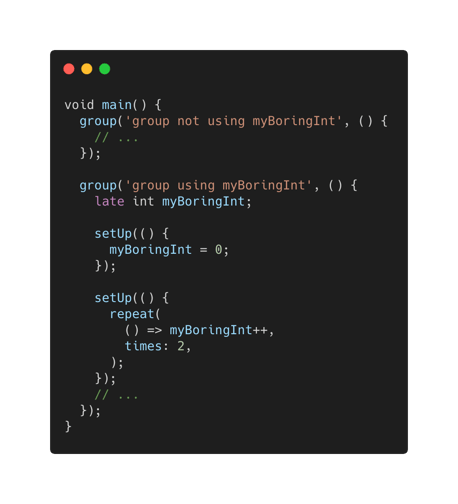 void main() {
  group('group not using myBoringInt', () {
    // ...
  });

  group('group using myBoringInt', () {
    late int myBoringInt;

    setUp(() {
      myBoringInt = 0;
    });

    setUp(() {
      repeat(
        () => myBoringInt++,
        times: 2,
      );
    });
    // ...
  });
}